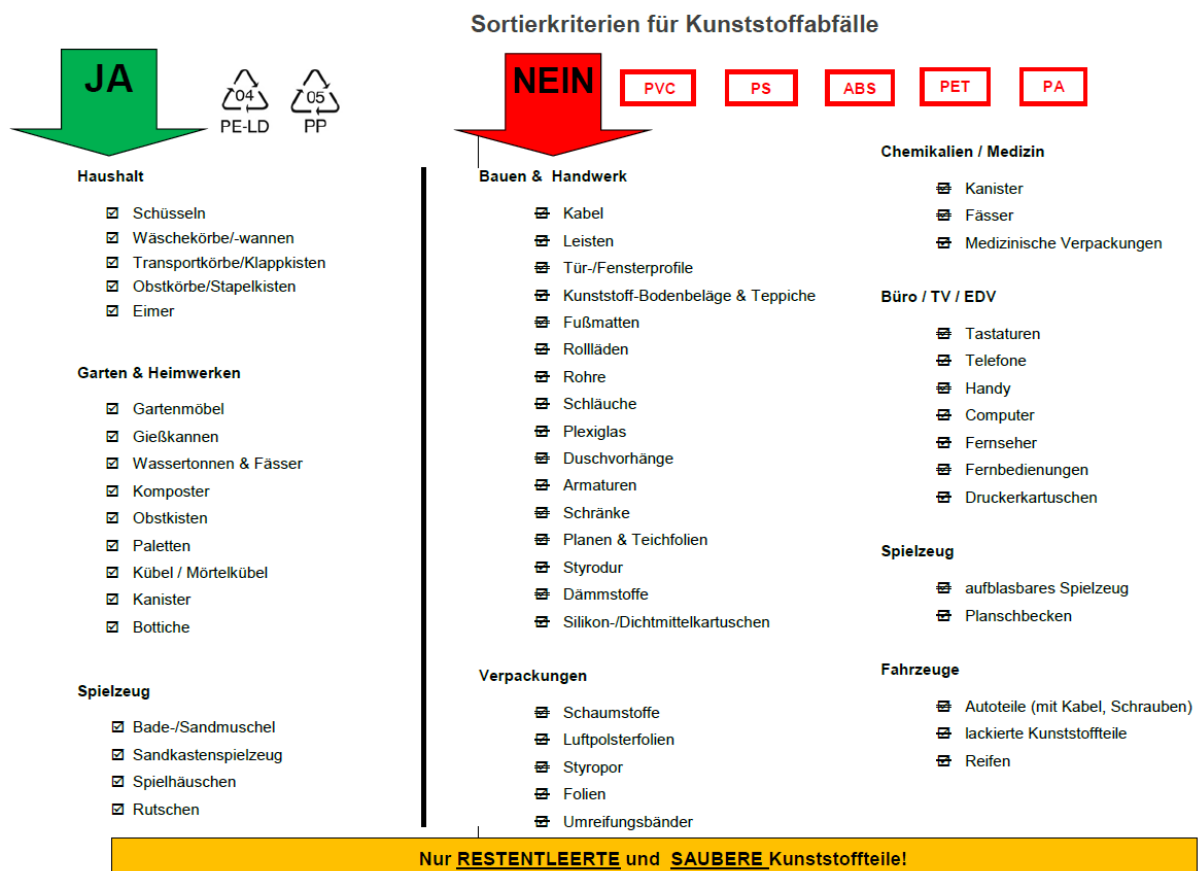 Sortierkriterien für Kunststoffabfälle
JA
04
PE-LD
05
PP
Haushalt
Schüsseln
Wäschekörbe/-wannen
Transportkörbe/Klappkisten
Obstkörbe/Stapelkisten
Eimer
Garten & Heimwerken
Gartenmöbel
Gießkannen
Wassertonnen & Fässer
Komposter
Obstkisten
Paletten
Kübel / Mörtelkübel
Kanister
Bottiche
Spielzeug
Bade-/Sandmuschel
Sandkastenspielzeug
Spielhäuschen
Rutschen
NEIN
PVC
PS
ABS
PET
PA
Bauen & Handwerk
Kabel
Leisten
Tür-/Fensterprofile
Kunststoff-Bodenbeläge & Teppiche
Fußmatten
Rollläden
Rohre
Schläuche
Plexiglas
Duschvorhänge
Armaturen
Schränke
Planen & Teichfolien
Styrodur
Dämmstoffe
Silikon-/Dichtmittelkartuschen
Verpackungen
Schaumstoffe
Luftpolsterfolien
Styropor
Folien
Umreifungsbänder
Chemikalien / Medizin
Kanister
Fässer
Medizinische Verpackungen
Büro / TV / EDV
Tastaturen
Telefone
Handy
Computer
Fernseher
Fernbedienungen
Druckerkartuschen
Spielzeug
aufblasbares Spielzeug
Planschbecken
Fahrzeuge
Autoteile (mit Kabel, Schrauben)
lackierte Kunststoffteile
Reifen
Nur RESTENTLEERTE und SAUBERE Kunststoffteile!